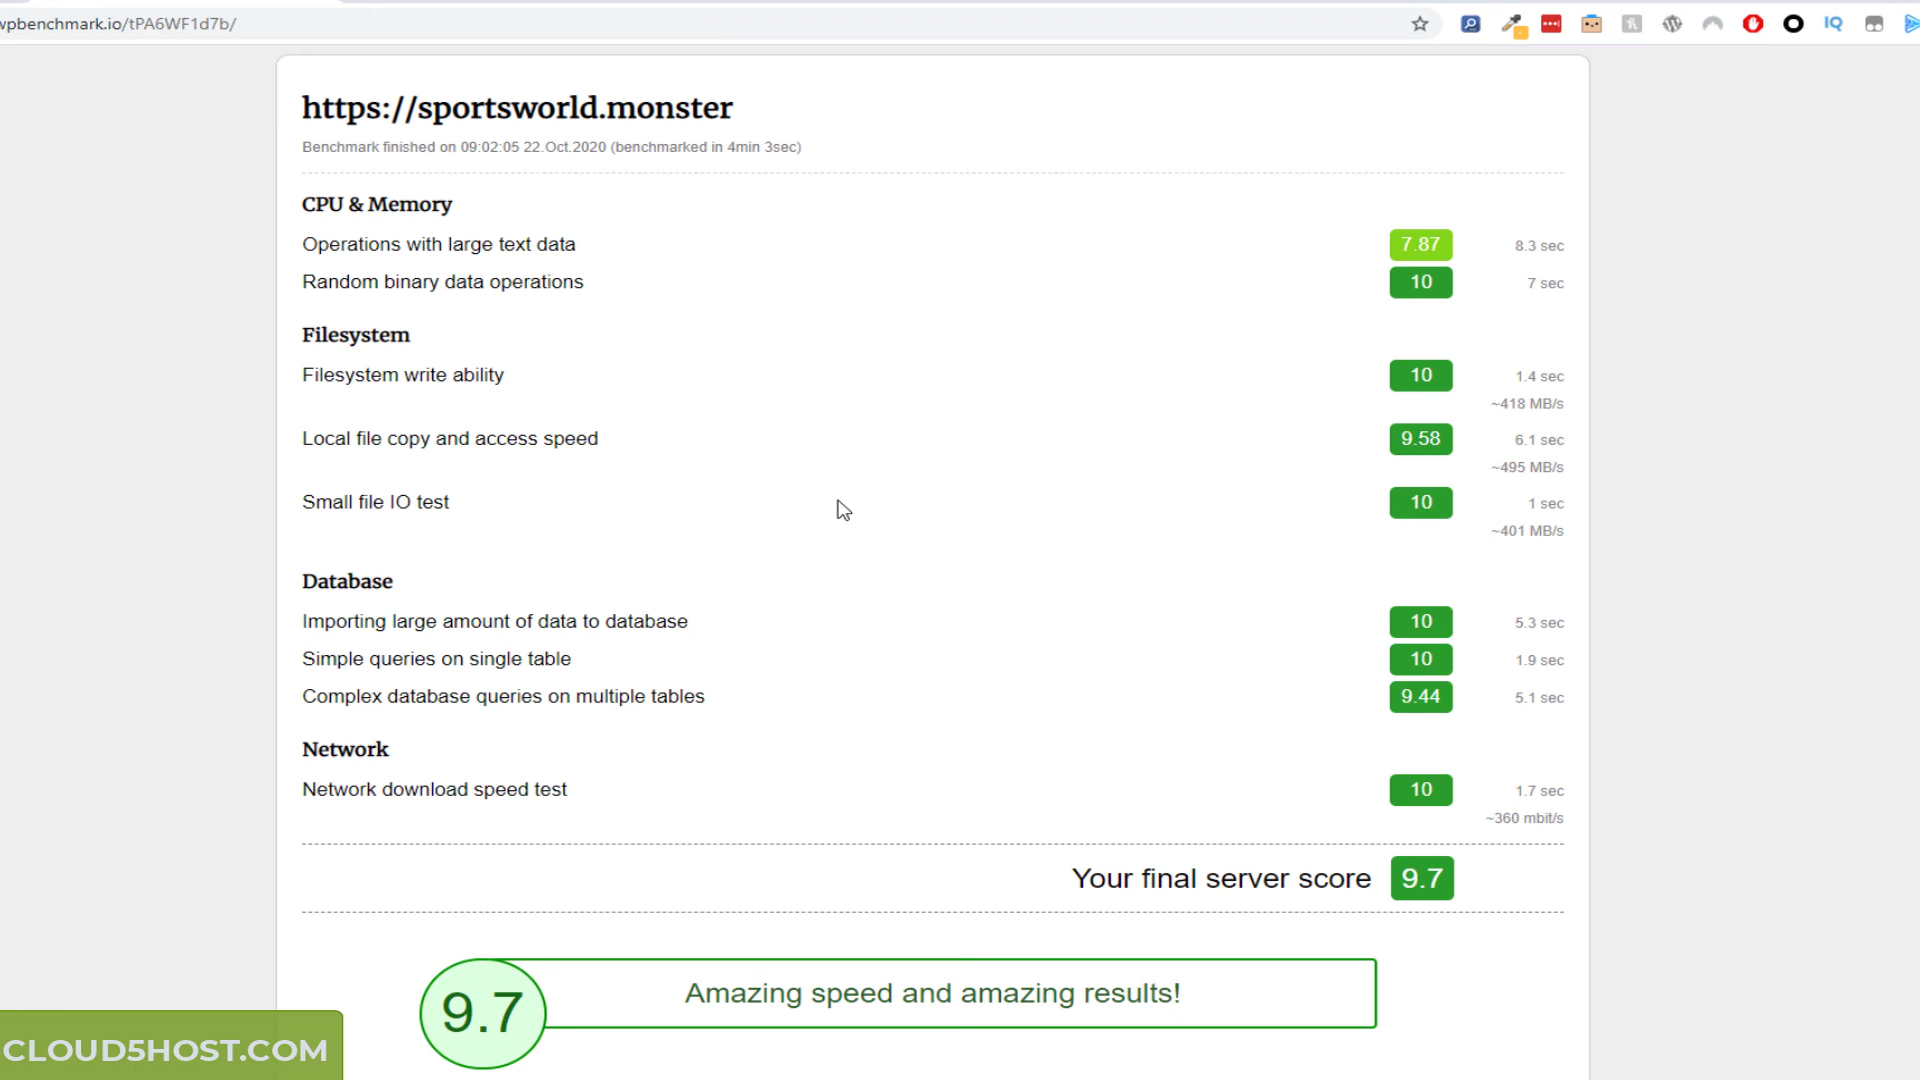 wpbenchmark.io/tPA6WF1d7b/
IQ
https://sportsworld.monster
Benchmark finished on 09:02:05 22.Oct.2020 (benchmarked in 4min 3sec)
CPU & Memory
Operations with large text data 7.87 8.3 sec
Random binary data operations 10 7 sec
Filesystem
Filesystem write ability 10 1.4 sec
~418 MB/s
Local file copy and access speed 9.58 6.1 sec
~495 MB/s
Small file IO test 10 1 sec
~401 MB/s
Database
Importing large amount of data to database 10 5.3 sec
Simple queries on single table 10 1.9 sec
Complex database queries on multiple tables 9.44 5.1 sec
Network
Network download speed test 10 1.7 sec
~360 mbit/s
Your final server score 9.7
9.7 Amazing speed and amazing results!
CLOUD5HOST.COM